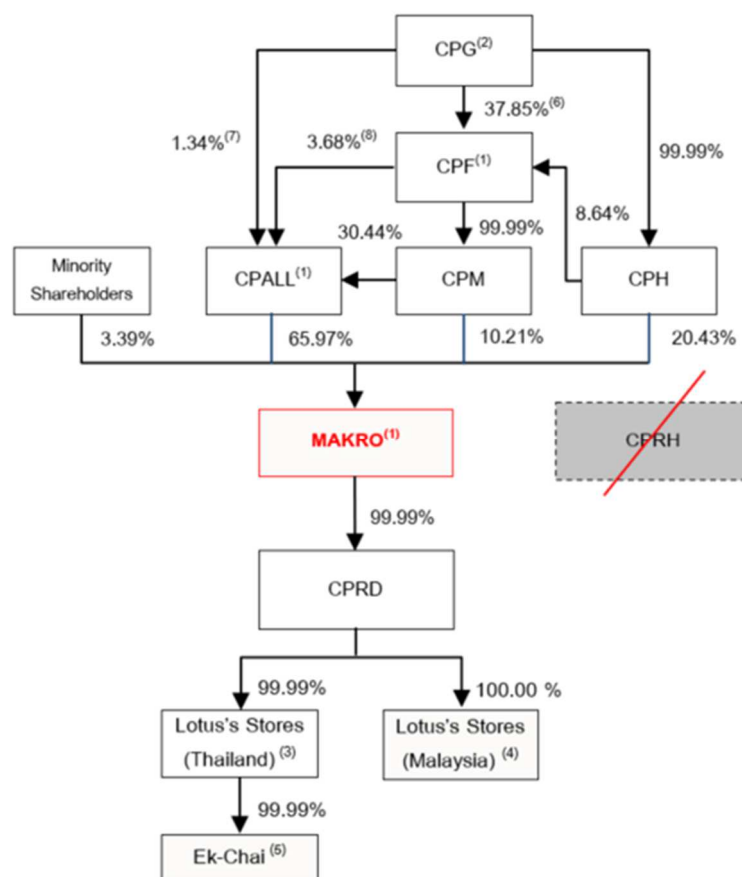 CPG(2)
37.85%(6)
1.34%(7)
3.68%(8)
99.99%
CPF(1)
8.64%
30.44%
99.99%
Minority
Shareholders
CPALL(1)
CPM
CPH
3.39%
65.97%
10.21%
20.43%
MAKRO(1)
CPRH
99.99%
CPRD
99.99%
100.00 %
Lotus's Stores
(Thailand) (3)
Lotus's Stores
(Malaysia) (4)
99.99%
Ek-Chai (5)